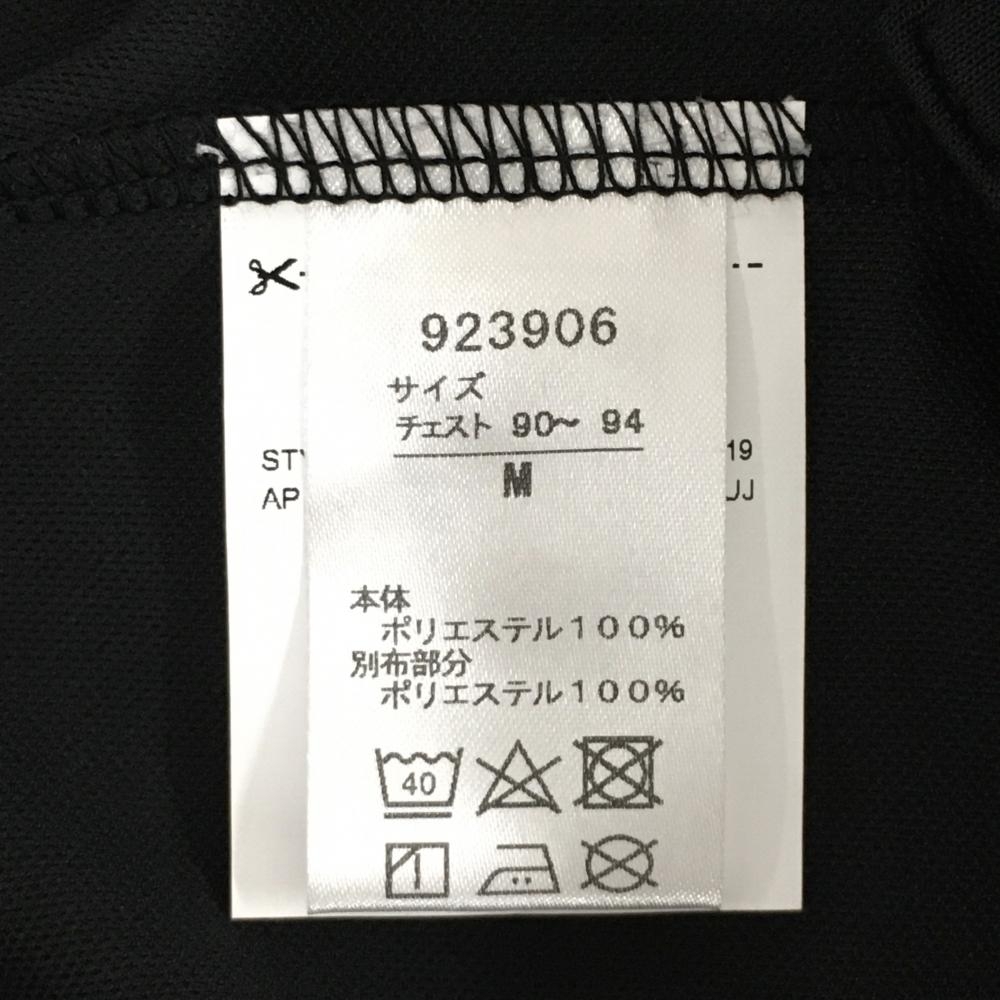 923906
サイズ
チェスト 90〜 94
M
ST
19
AP
JJ
本体
ポリエステル100%
別布部分
ポリエステル100%
40